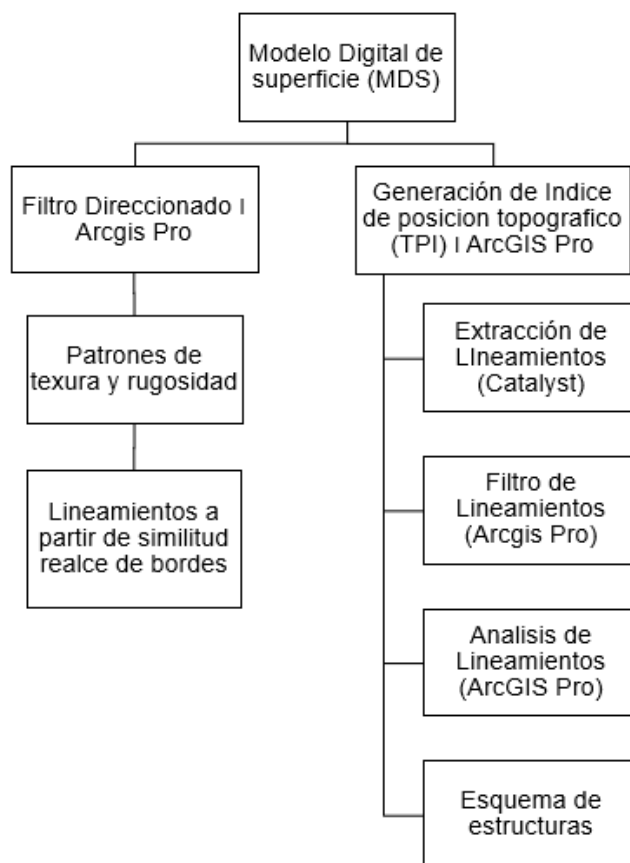 Modelo Digital de
superficie (MDS)
Filtro Direccionado I
Arcgis Pro
Patrones de
texura y rugosidad
Lineamientos a
partir de similitud
realce de bordes
Generación de Indice
de posicion topografico
(TPI) I ArcGIS Pro
Extracción de
LIneamientos
(Catalyst)
Filtro de
Lineamientos
(Arcgis Pro)
Analisis de
Lineamientos
(ArcGIS Pro)
Esquema de
estructuras